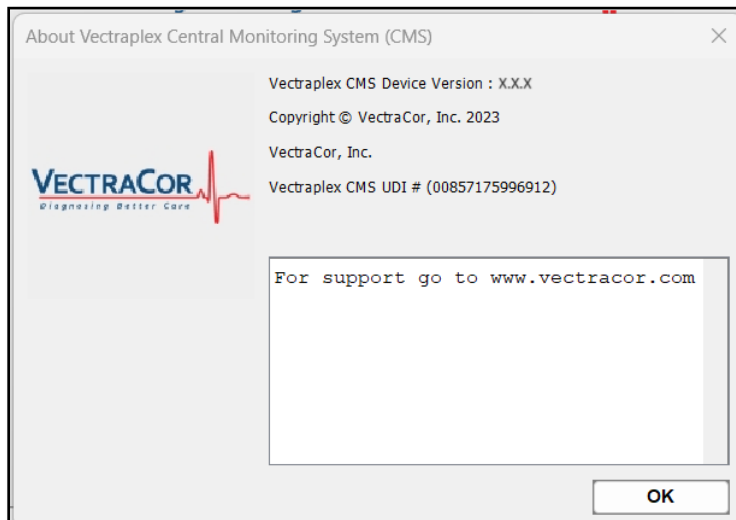 About Vectraplex Central Monitoring System (CMS)
Vectraplex CMS Device Version : X.X.X
Copyright © VectraCor, Inc. 2023
VectraCor, Inc.
Vectraplex CMS UDI # (00857175996912)
VECTRACOR
Diagnosing Better Care
For support go to www.vectracor.com
OK